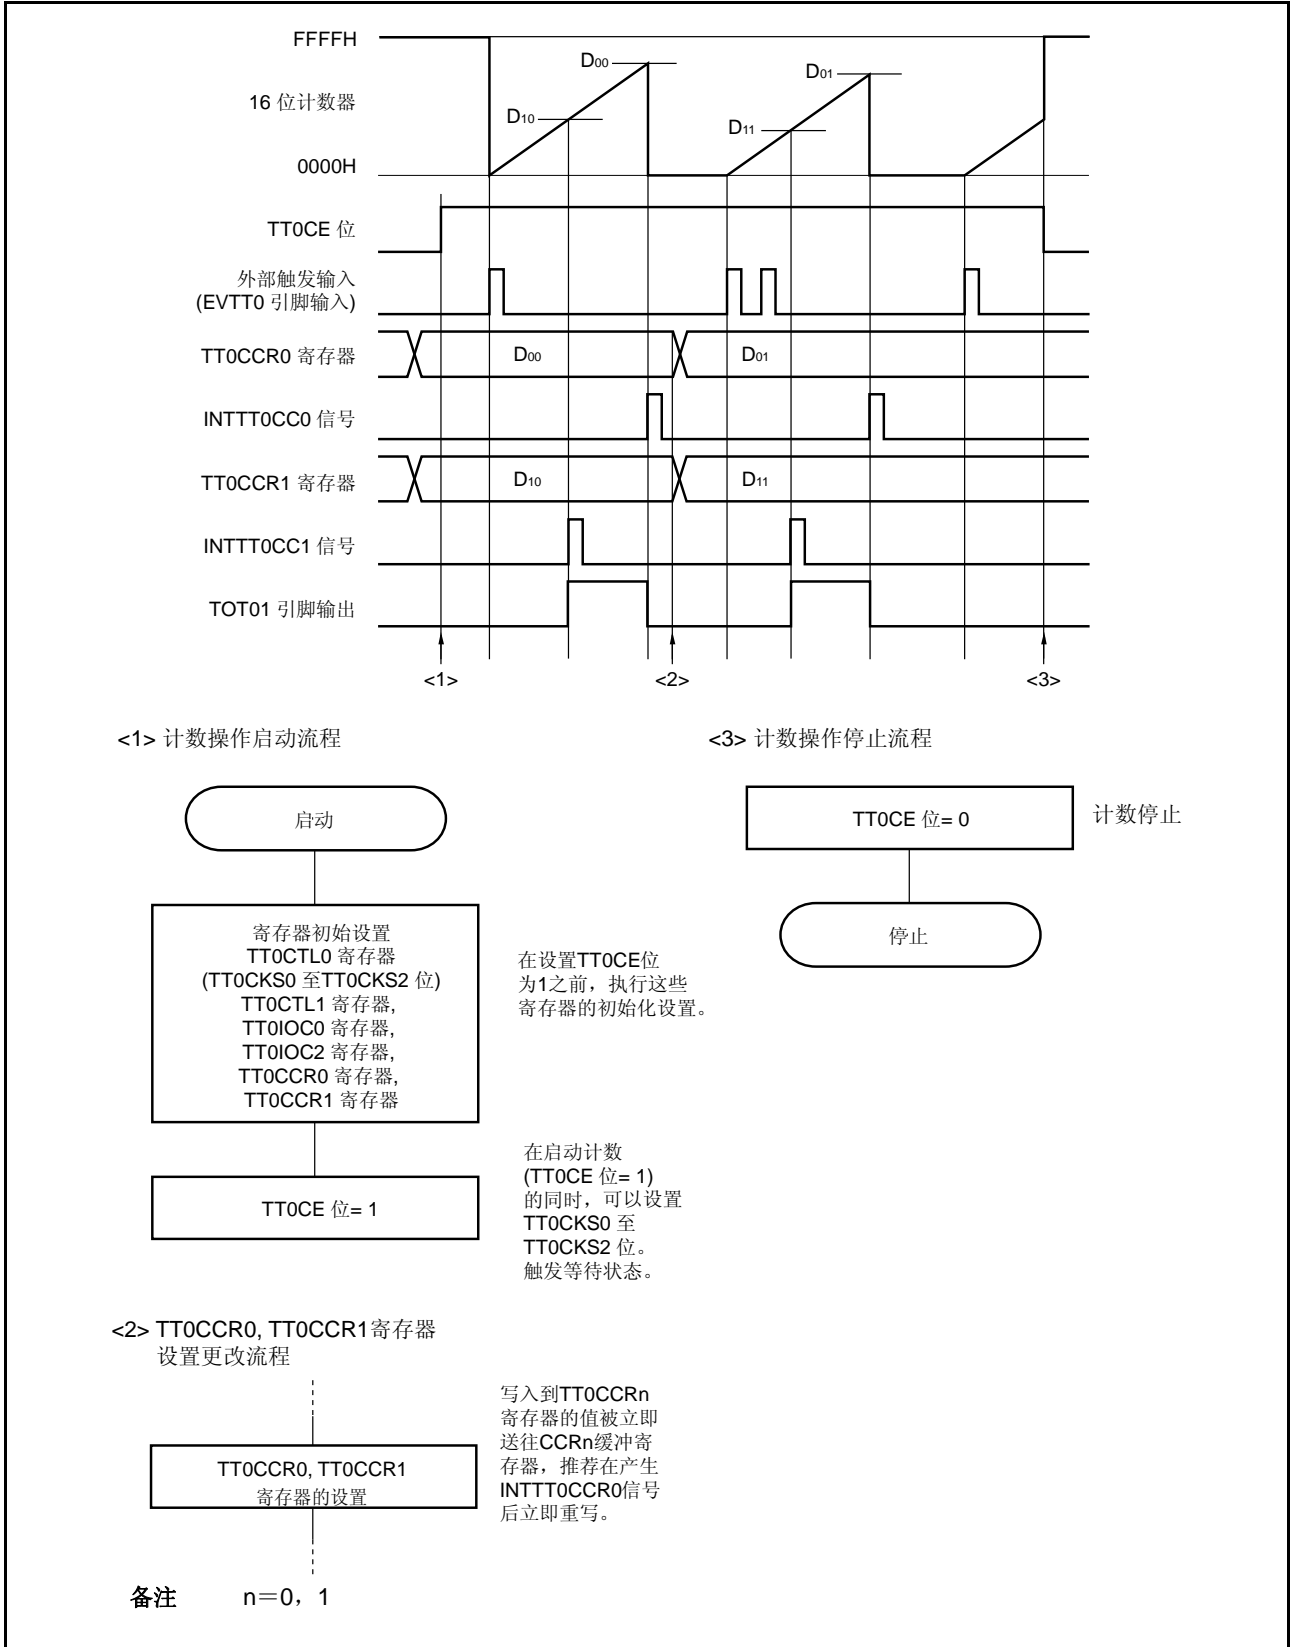 FFFFH
D00
D01
16 位计数器
D10
D11
0000H
TT0CE 位
外部触发输入
(EVTT0 引脚输入)
TT0CCR0 寄存器
D00
D01
INTTT0CC0 信号
TT0CCR1 寄存器
D10
D11
INTTT0CC1 信号
TOT01 引脚输出
<1>
<2>
<3>
<1> 计数操作启动流程
启动
寄存器初始设置
TT0CTL0 寄存器
(TT0CKS0 至TT0CKS2 位)
TT0CTL1 寄存器,
TT0IOC0 寄存器,
TT0IOC2 寄存器,
TT0CCR0 寄存器,
TT0CCR1 寄存器
在设置TT0CE位
为1之前，执行这些
寄存器的初始化设置。
TT0CE 位= 1
在启动计数
(TT0CE 位= 1)
的同时，可以设置
TT0CKS0 至
TT0CKS2 位。
触发等待状态。
<3> 计数操作停止流程
TT0CE 位= 0
计数停止
停止
<2> TT0CCR0, TT0CCR1寄存器
设置更改流程
TT0CCR0, TT0CCR1
寄存器的设置
写入到TT0CCRn
寄存器的值被立即
送往CCRn缓冲寄
存器，推荐在产生
INTTT0CCR0信号
后立即重写。
备注 n＝0，1